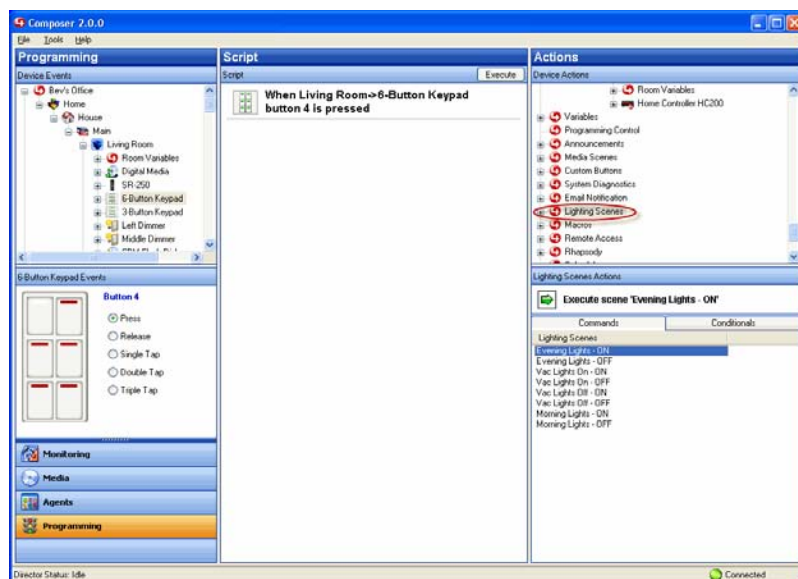 Composer 2.0.0
File Tools Help
Programming
Device Events
Bev's Office
Home
House
Main
Living Room
Room Variables
Digital Media
SR-250
6-Button Keypad
3-Button Keypad
Left Dimmer
Middle Dimmer
6-Button Keypad Events
Button 4
Press
Release
Single Tap
Double Tap
Triple Tap
Monitoring
Media
Agents
Programming
Director Status: Idle
Script
Script Execute
When Living Room->6-Button Keypad
button 4 is pressed
Actions
Device Actions
Room Variables
Home Controller HC200
Variables
Programming Control
Announcements
Media Scenes
Custom Buttons
System Diagnostics
Email Notification
Lighting Scenes
Macros
Remote Access
Rhapsody
Lighting Scenes Actions
Execute scene 'Evening Lights - ON'
Commands Conditionals
Lighting Scenes
Evening Lights - ON
Evening Lights - OFF
Vac Lights On - ON
Vac Lights On - OFF
Vac Lights Off - ON
Vac Lights Off - OFF
Morning Lights - ON
Morning Lights - OFF
Connected